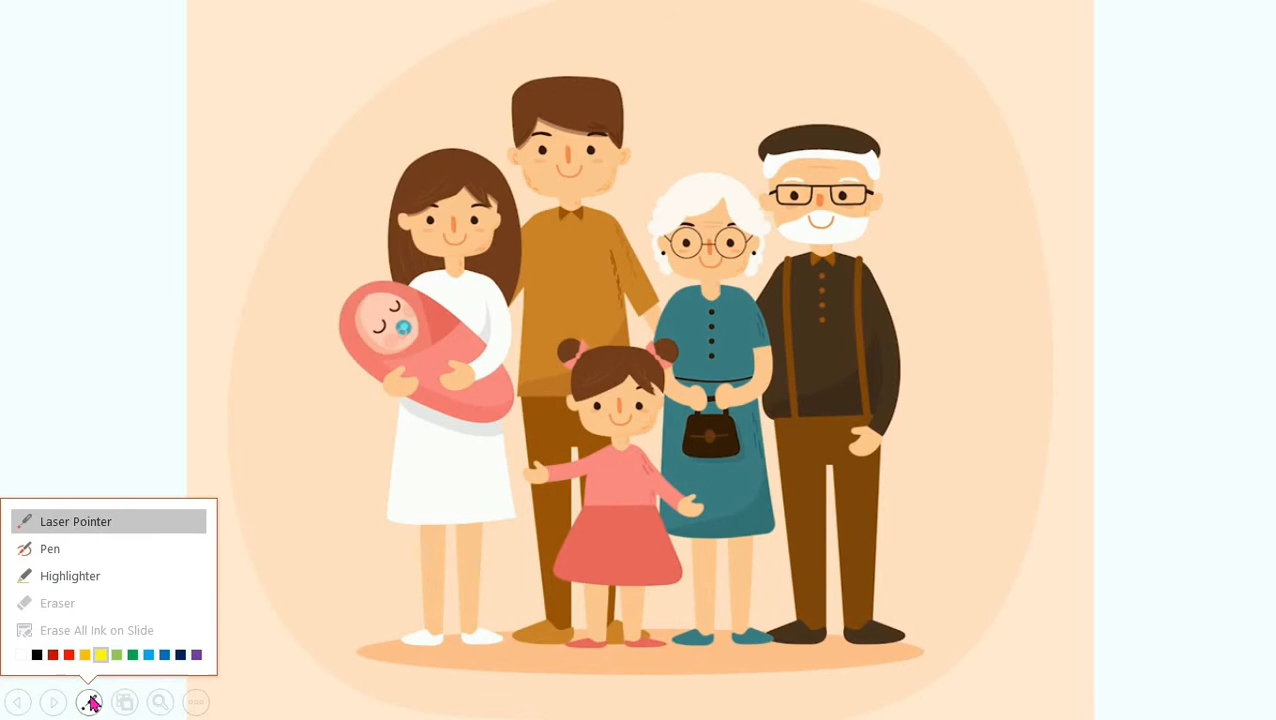 Laser Pointer
Pen
Highlighter
Eraser
Erase All Ink on Slide